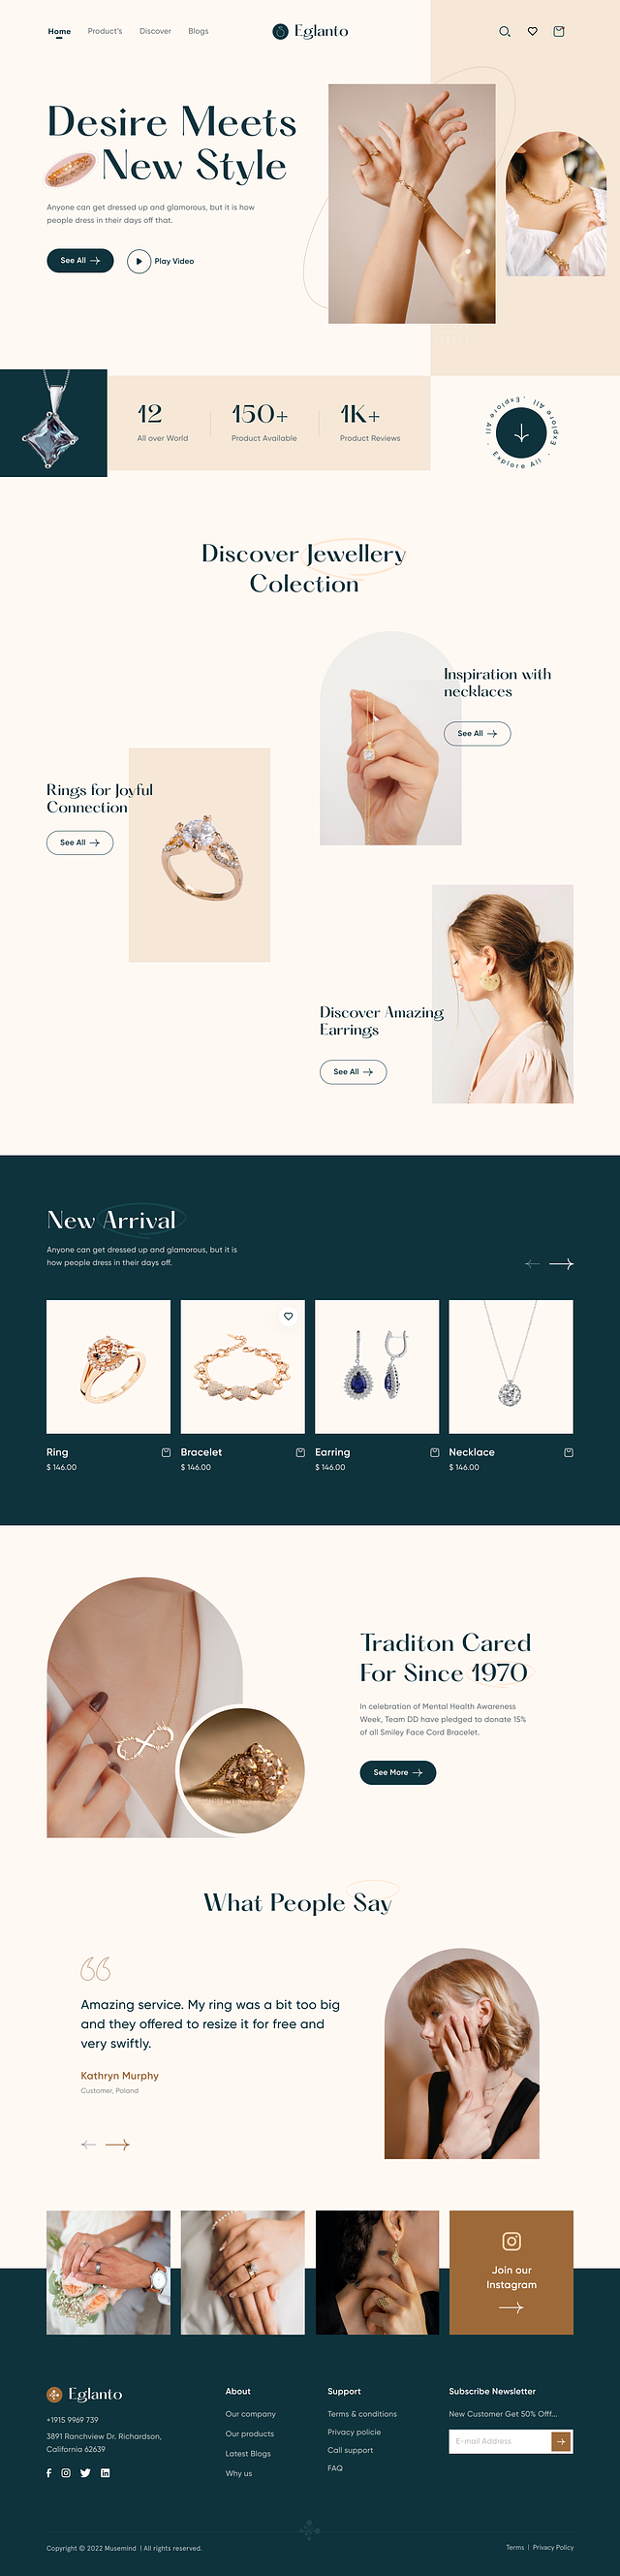 Home
Product's
Discover
Blogs
Eglanto
Desire Meets
New Style
Anyone can get dressed up and glamorous, but it is how
people dress in their days off that.
See All
Play Video
12
All over World
150+
Product Available
1K+
Product Reviews
Explore All · Explore All · Explore All ·
Discover Jewellery
Colection
Inspiration with
necklaces
See All
Rings for Joyful
Connection
See All
Discover Amazing
Earrings
See All
New Arrival
Anyone can get dressed up and glamorous, but it is
how people dress in their days off.
Ring
$ 146.00
Bracelet
$ 146.00
Earring
$ 146.00
Necklace
$ 146.00
Traditon Cared
For Since 1970
In celebration of Mental Health Awareness
Week, Team DD have pledged to donate 15%
of all Smiley Face Cord Bracelet.
See More
What People Say
Amazing service. My ring was a bit too big
and they offered to resize it for free and
very swiftly.
Kathryn Murphy
Customer, Poland
Join our
Instagram
Eglanto
+1915 9969 739
3891 Ranchview Dr. Richardson,
California 62639
About
Our company
Our products
Latest Blogs
Why us
Support
Terms & conditions
Privacy policie
Call support
FAQ
Subscribe Newsletter
New Customer Get 50% Offf...
E-mail Address
Copyright © 2022 Musemind | All rights reserved.
Terms | Privacy Policy